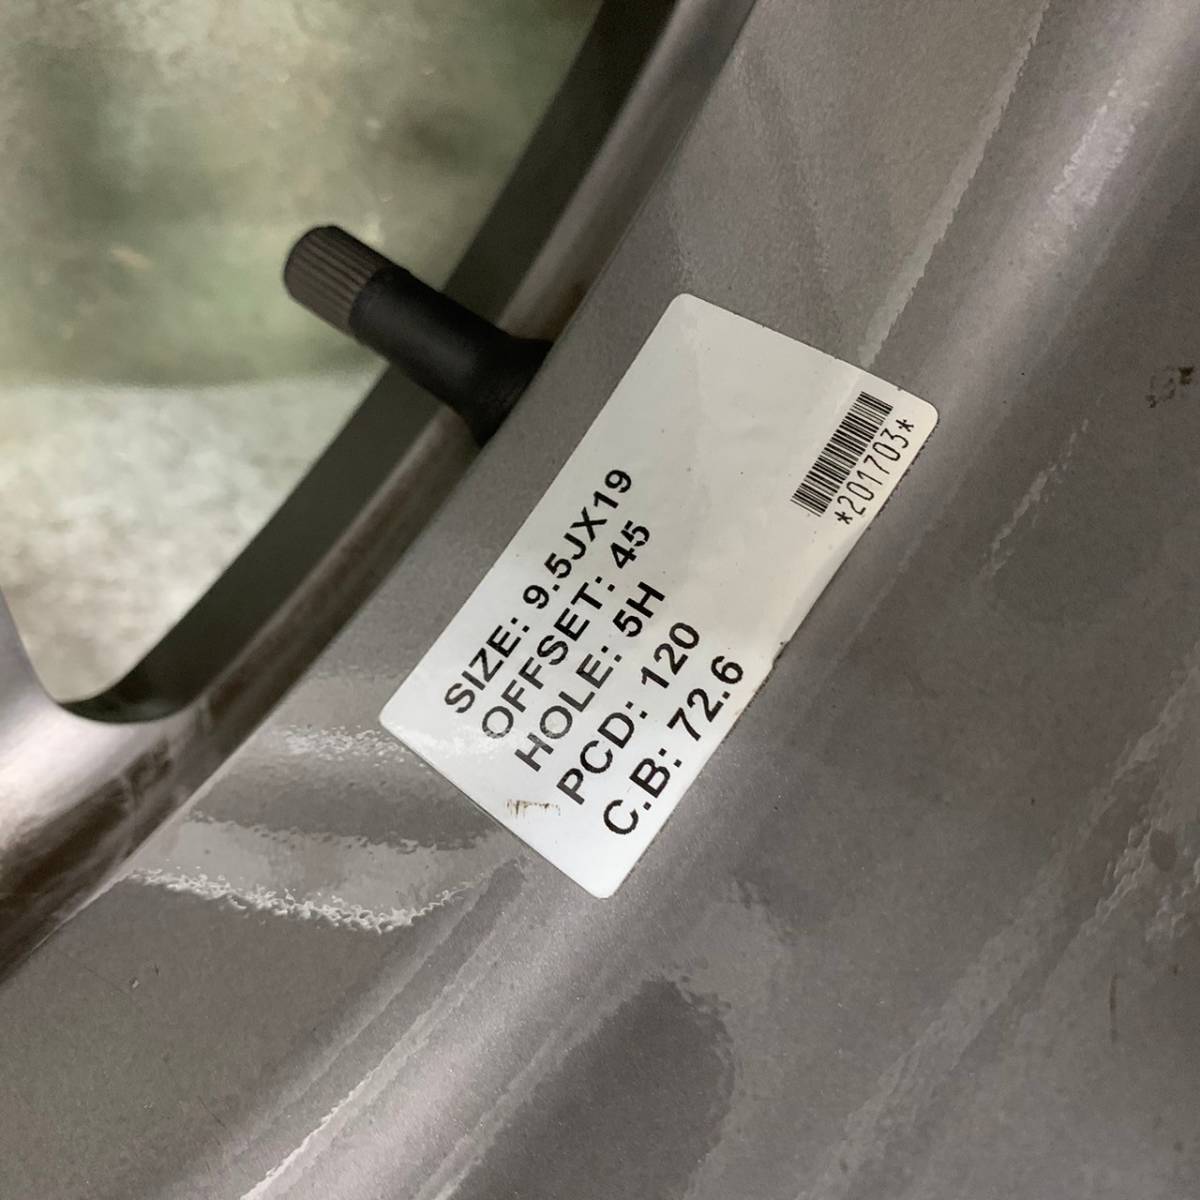 SIZE: 9.5JX19
OFFSET: 45
HOLE: 5H
PCD: 120
C.B: 72.6
*201703*